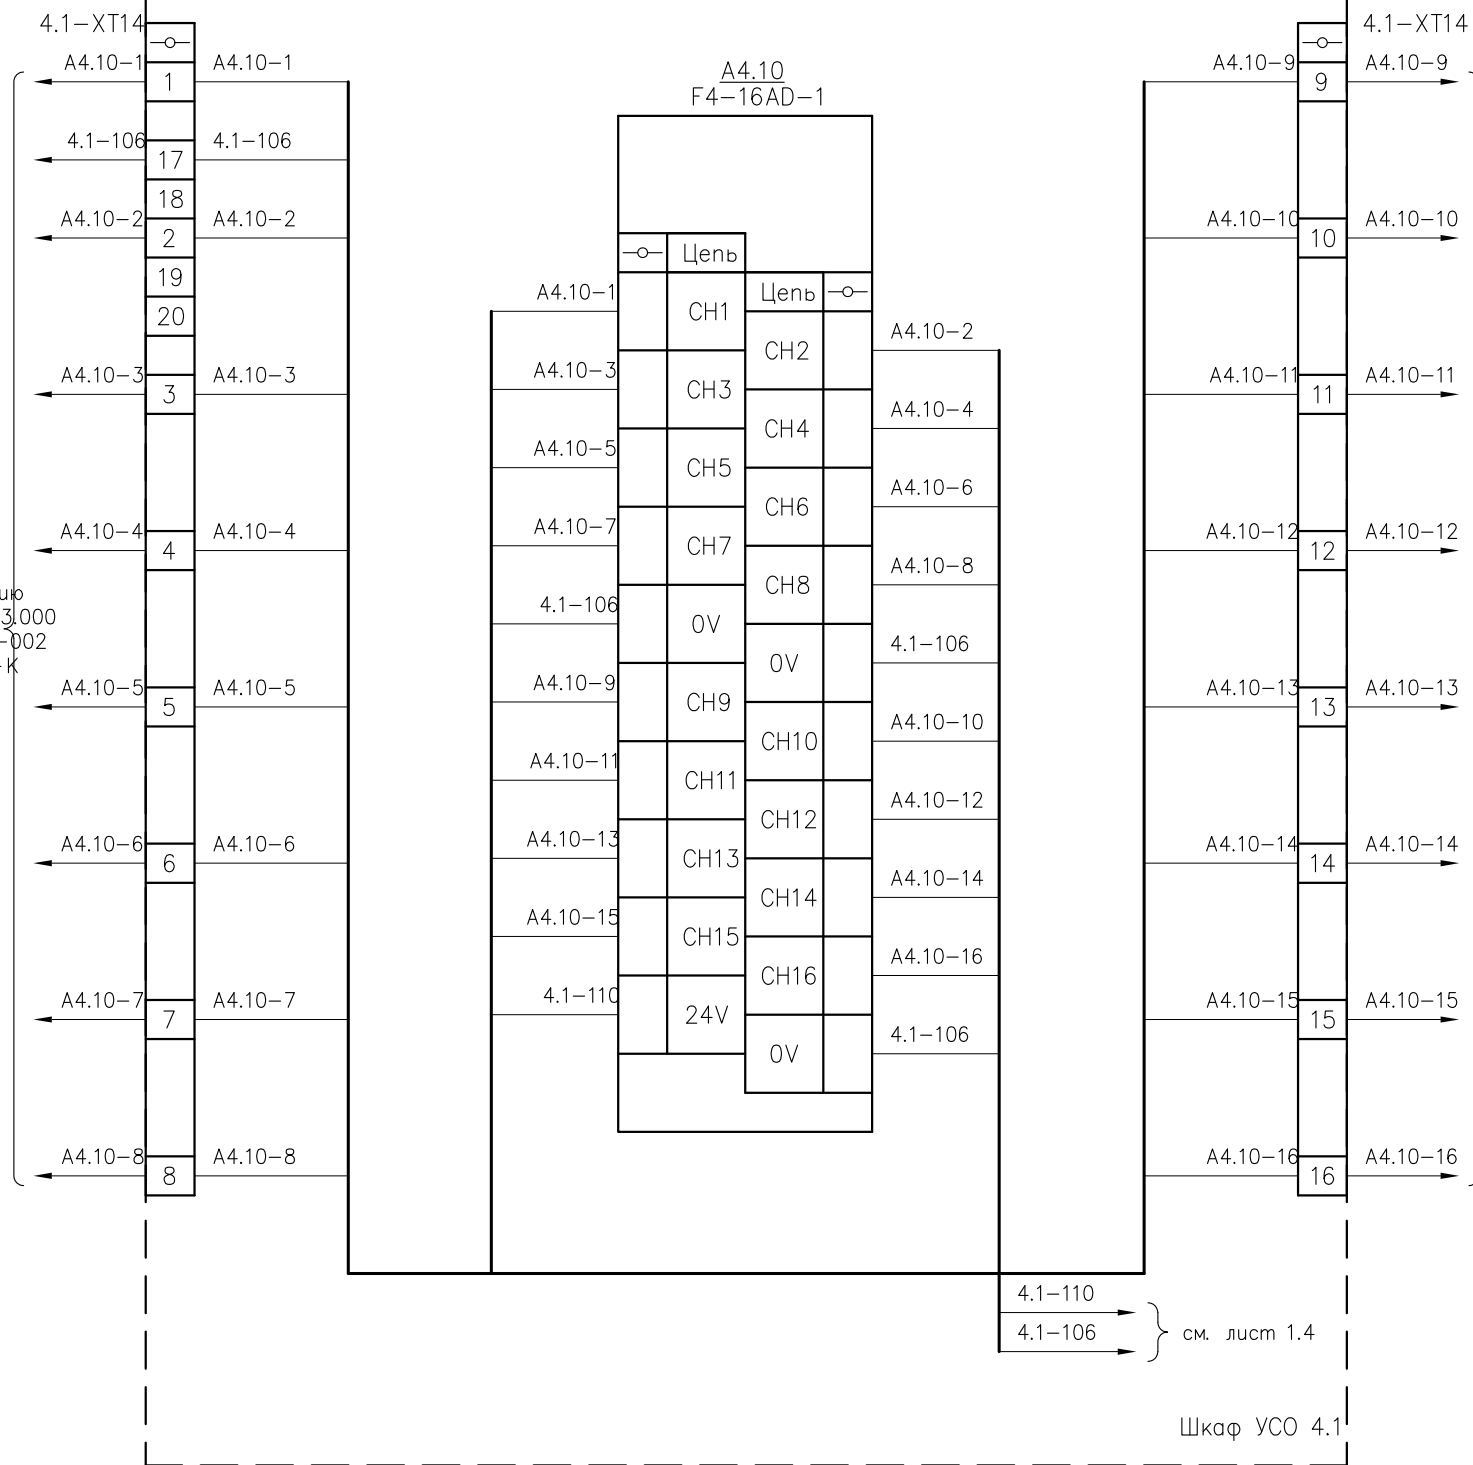 4.1-XT14
A4.10-1
1
A4.10-1
4.1-106
17
4.1-106
18
A4.10-2
2
A4.10-2
19
20
A4.10-3
3
A4.10-3
A4.10-4
4
A4.10-4
3.000
-002
-К
A4.10-5
5
A4.10-5
A4.10-6
6
A4.10-6
A4.10-7
7
A4.10-7
A4.10-8
8
A4.10-8
A4.10
F4-16AD-1
Цепь
A4.10-1
CH1
A4.10-3
CH3
A4.10-5
CH5
A4.10-7
CH7
4.1-106
0V
A4.10-9
CH9
A4.10-11
CH11
A4.10-13
CH13
A4.10-15
CH15
4.1-110
24V
Цепь
CH2
A4.10-2
CH4
A4.10-4
CH6
A4.10-6
CH8
A4.10-8
0V
4.1-106
CH10
A4.10-10
CH12
A4.10-12
CH14
A4.10-14
CH16
A4.10-16
0V
4.1-106
4.1-XT14
A4.10-9
9
A4.10-9
A4.10-10
10
A4.10-10
A4.10-11
11
A4.10-11
A4.10-12
12
A4.10-12
A4.10-13
13
A4.10-13
A4.10-14
14
A4.10-14
A4.10-15
15
A4.10-15
A4.10-16
16
A4.10-16
4.1-110
4.1-106
см. лист 1.4
Шкаф УСО 4.1